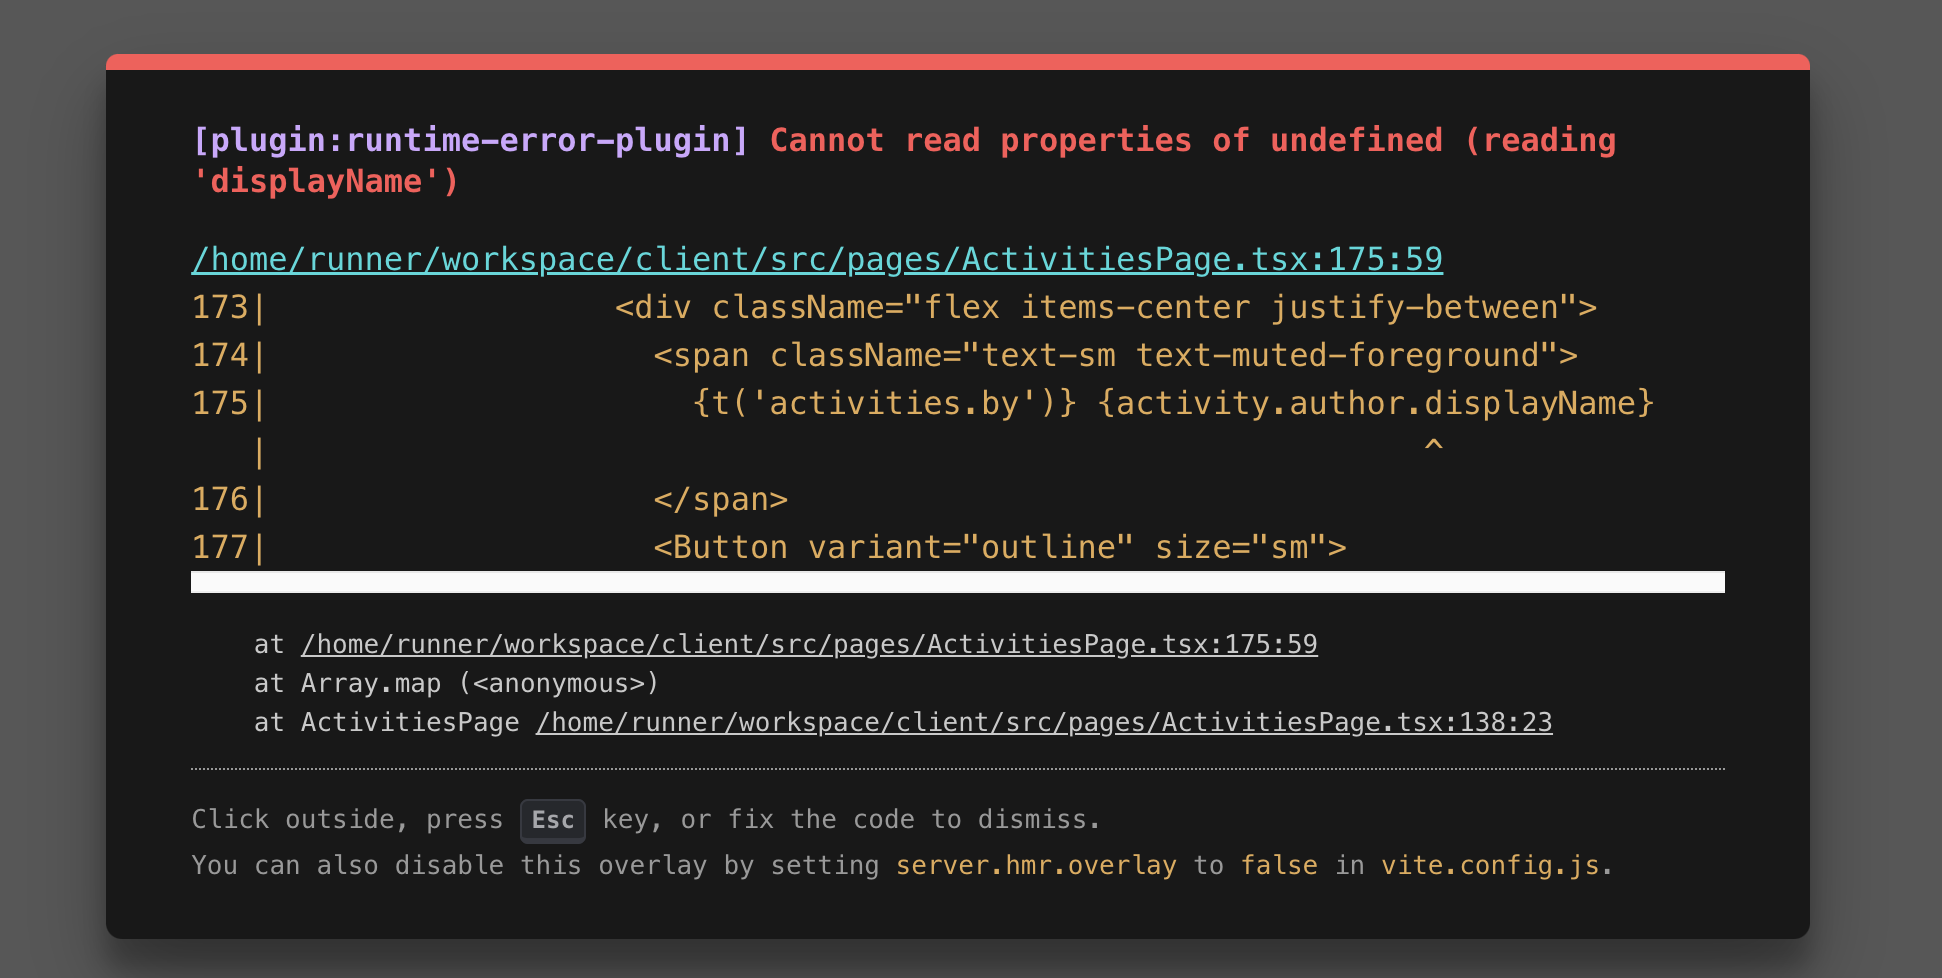 [plugin:runtime-error-plugin] Cannot read properties of undefined (reading
'displayName')
/home/runner/workspace/client/src/pages/ActivitiesPage.tsx:175:59
173|                  <div className="flex items-center justify-between">
174|                    <span className="text-sm text-muted-foreground">
175|                      {t('activities.by')} {activity.author.displayName}
   |                                                            ^
176|                    </span>
177|                    <Button variant="outline" size="sm">
    at /home/runner/workspace/client/src/pages/ActivitiesPage.tsx:175:59
    at Array.map (<anonymous>)
    at ActivitiesPage /home/runner/workspace/client/src/pages/ActivitiesPage.tsx:138:23
Click outside, press Esc key, or fix the code to dismiss.
You can also disable this overlay by setting server.hmr.overlay to false in vite.config.js.